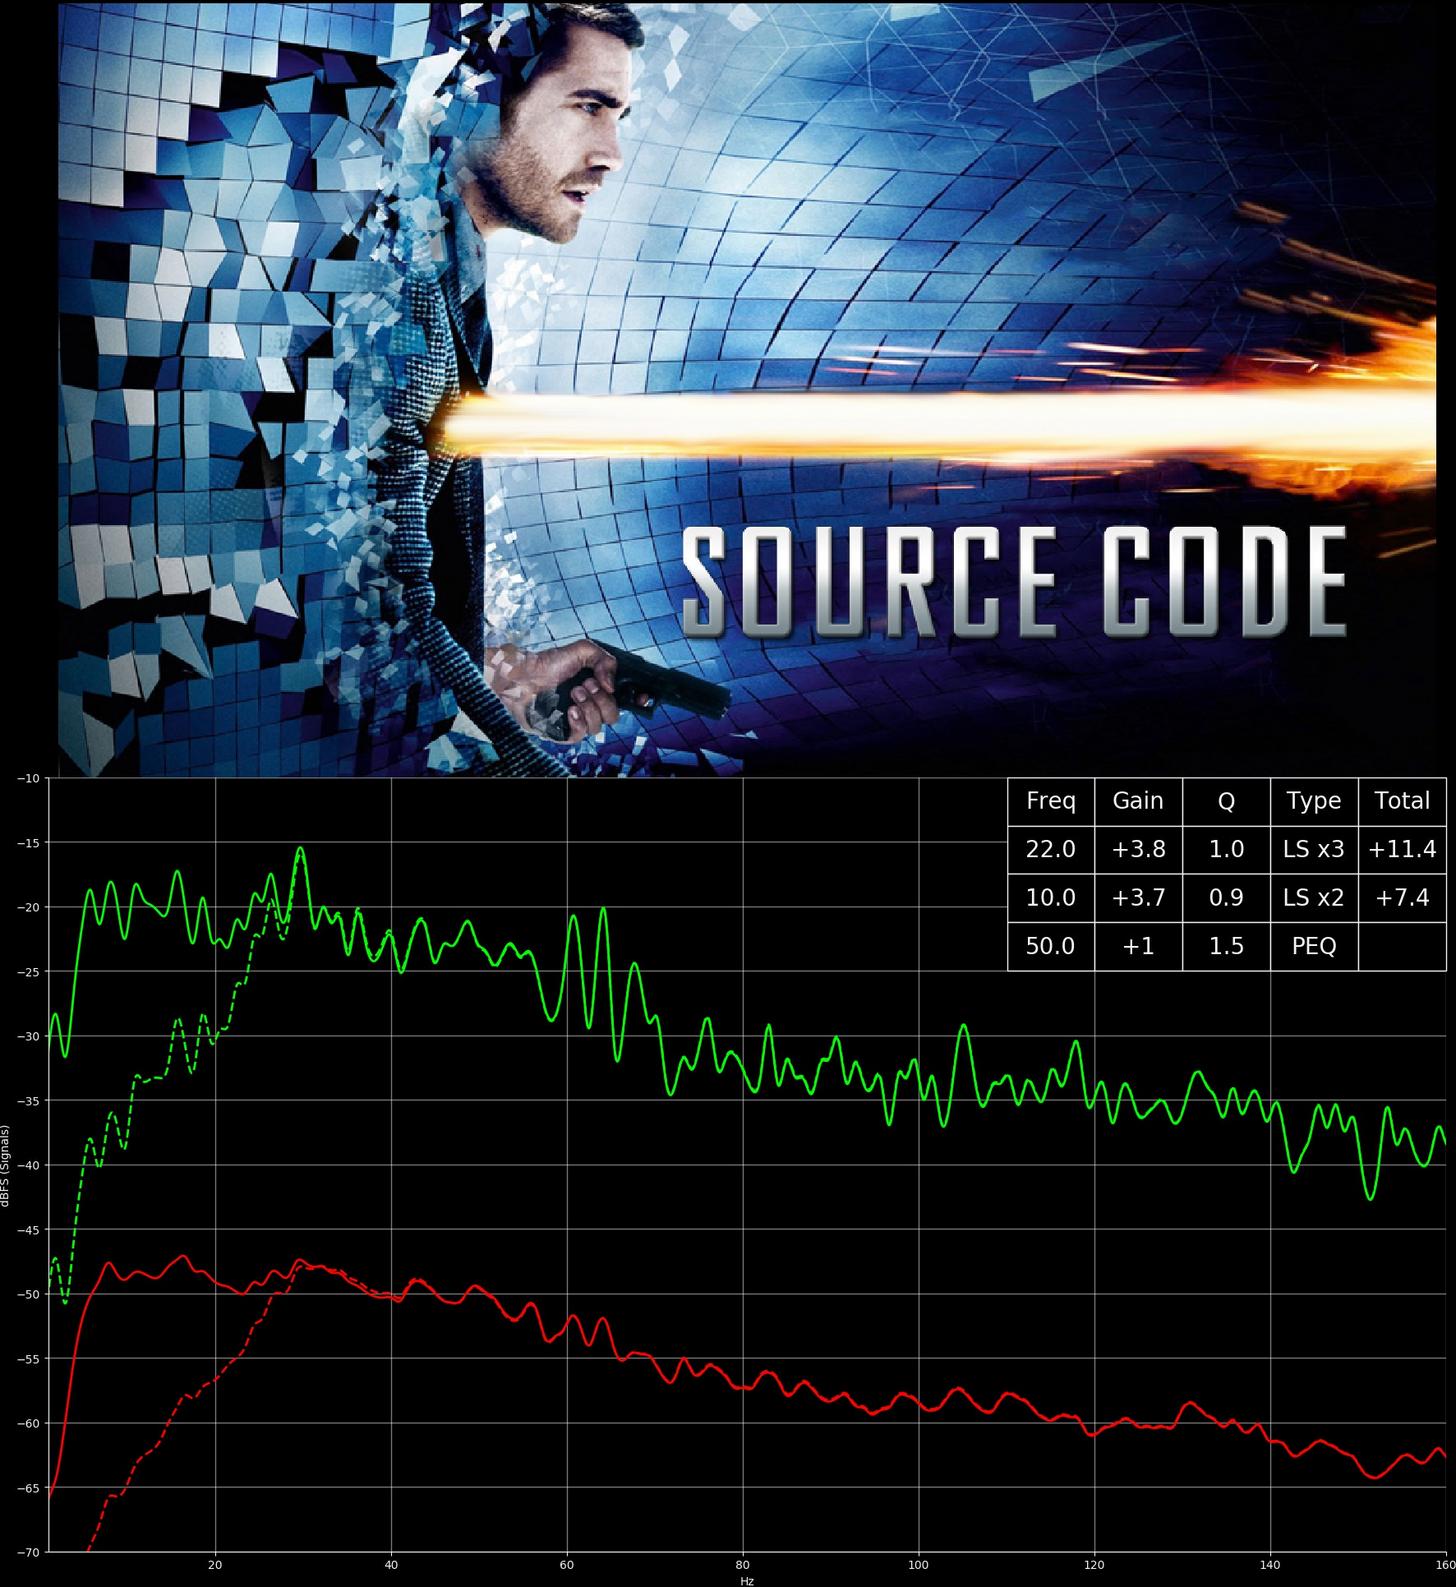 SOURCE CODE
Freq Gain Q Type Total
22.0 +3.8 1.0 LS x3 +11.4
10.0 +3.7 0.9 LS x2 +7.4
50.0 +1 1.5 PEQ
−10
−15
−20
−25
−30
−35
−40
−45
−50
−55
−60
−65
−70
dBFS (Signals)
20 40 60 80 100 120 140 160
Hz